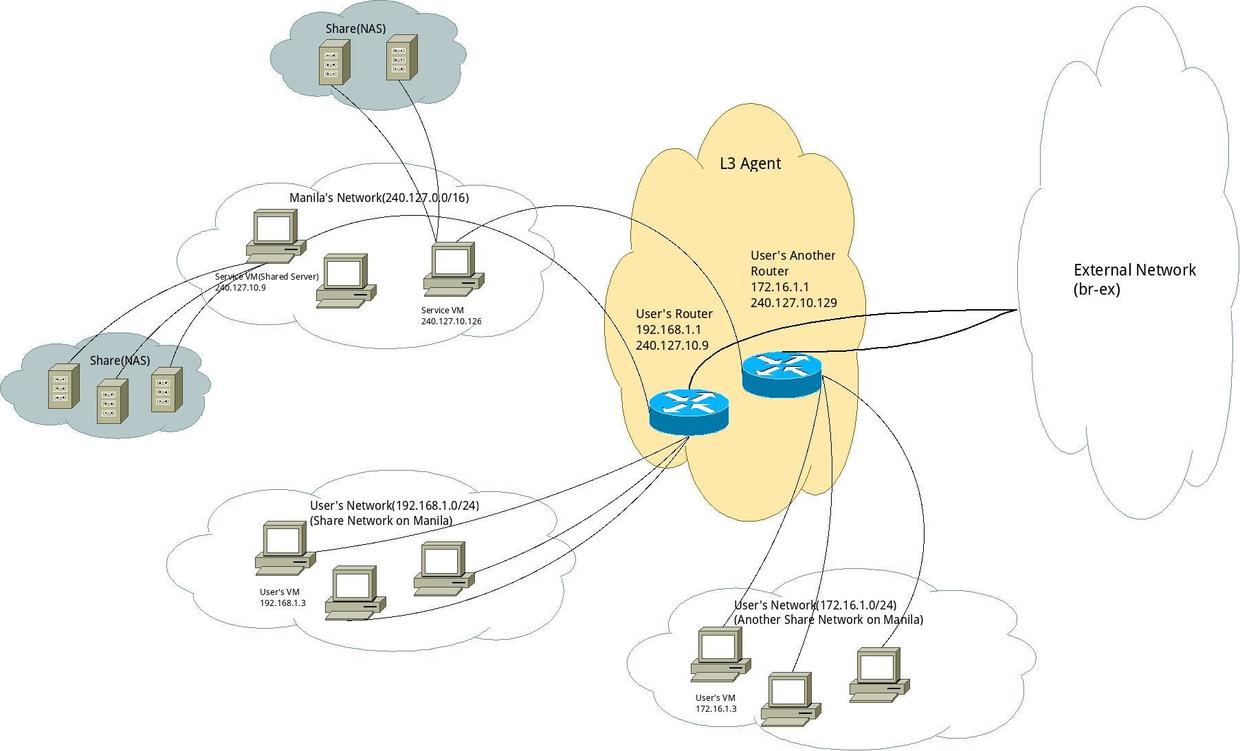 Share(NAS)
Manila's Network(240.127.0.0/16)
Service VM(Shared Server)
240.127.10.9
Service VM
240.127.10.126
Share(NAS)
L3 Agent
User's Another
Router
172.16.1.1
240.127.10.129
User's Router
192.168.1.1
240.127.10.9
External Network
(br-ex)
User's Network(192.168.1.0/24)
(Share Network on Manila)
User's VM
192.168.1.3
User's Network(172.16.1.0/24)
(Another Share Network on Manila)
User's VM
172.16.1.3